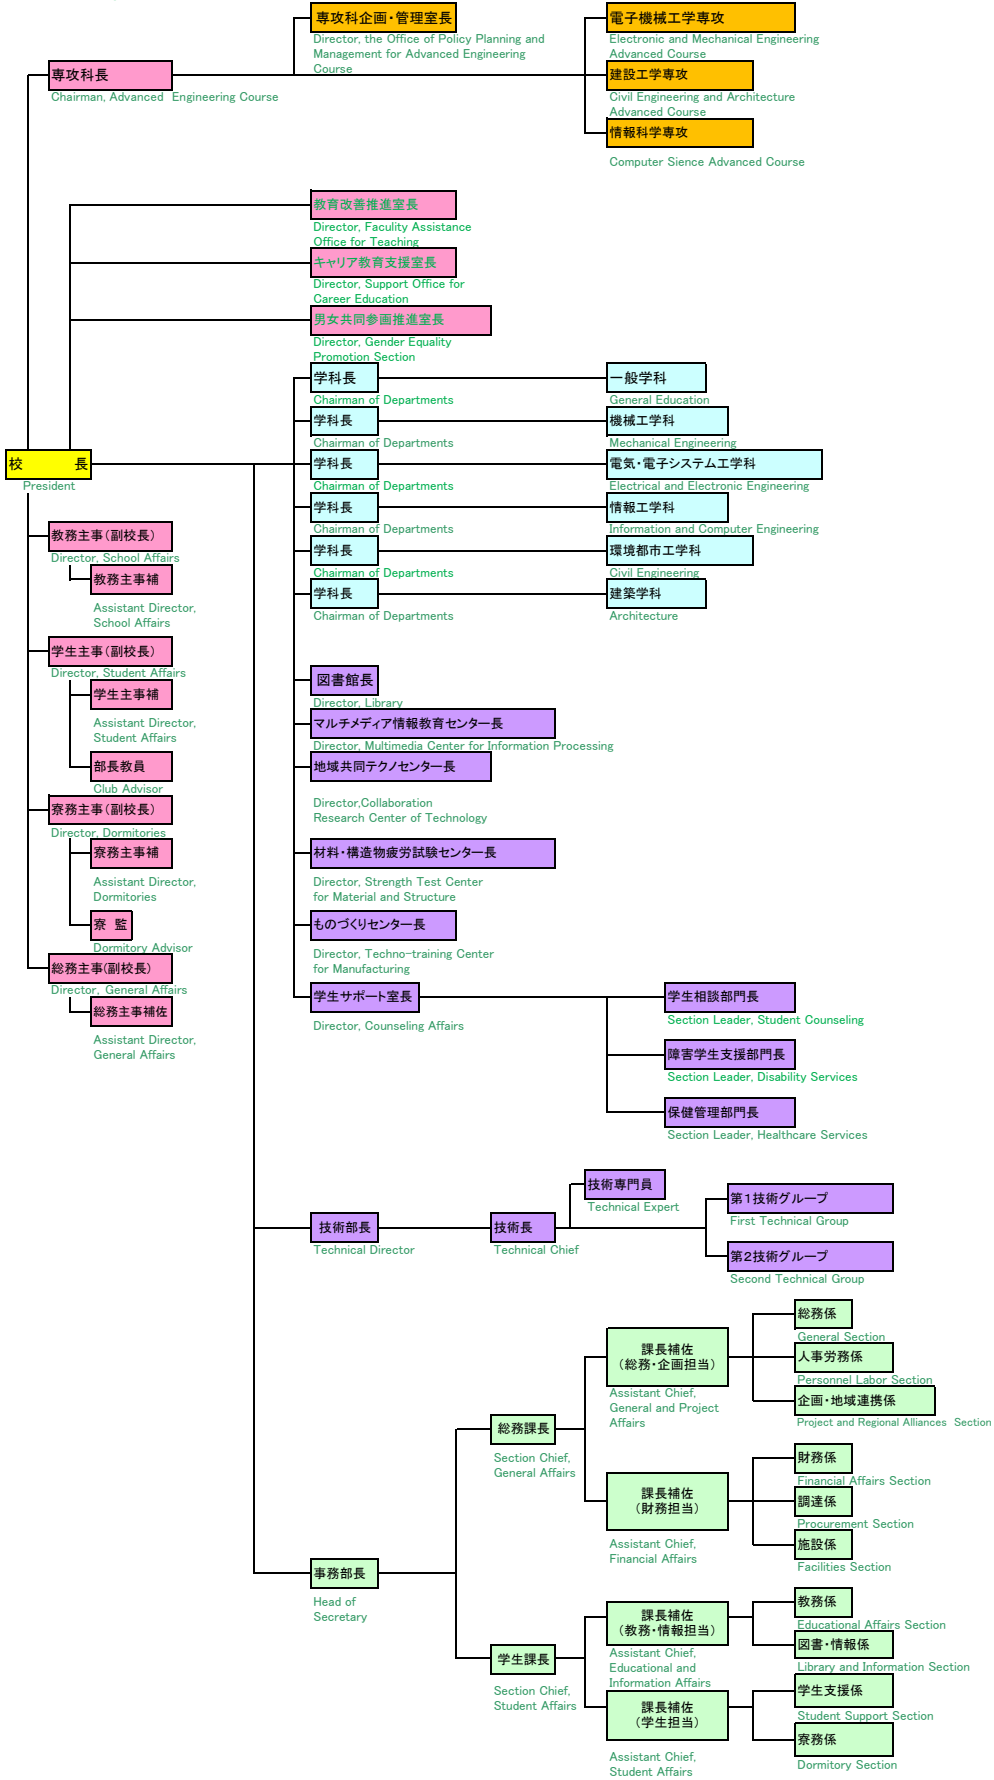 専攻科企画・管理室長
Director, the Office of Policy Planning and
Management for Advanced Engineering
Course
電子機械工学専攻
Electronic and Mechanical Engineering
Advanced Course
専攻科長
Chairman, Advanced Engineering Course
建設工学専攻
Civil Engineering and Architecture
Advanced Course
情報科学専攻
Computer Sience Advanced Course
教育改善推進室長
Director, Faculty Assistance
Office for Teaching
キャリア教育支援室長
Director, Support Office for
Career Education
男女共同参画推進室長
Director, Gender Equality
Promotion Section
学科長
Chairman of Departments
一般学科
General Education
学科長
Chairman of Departments
機械工学科
Mechanical Engineering
校 長
President
学科長
Chairman of Departments
電気・電子システム工学科
Electrical and Electronic Engineering
学科長
Chairman of Departments
情報工学科
Information and Computer Engineering
学科長
Chairman of Departments
環境都市工学科
Civil Engineering
学科長
Chairman of Departments
建築学科
Architecture
教務主事(副校長)
Director, School Affairs
教務主事補
Assistant Director,
School Affairs
学生主事(副校長)
Director, Student Affairs
学生主事補
Assistant Director,
Student Affairs
部長教員
Club Advisor
寮務主事(副校長)
Director, Dormitories
寮務主事補
Assistant Director,
Dormitories
寮 監
Dormitory Advisor
総務主事(副校長)
Director, General Affairs
総務主事補佐
Assistant Director,
General Affairs
図書館長
Director, Library
マルチメディア情報教育センター長
Director, Multimedia Center for Information Processing
地域共同テクノセンター長
Director,Collaboration
Research Center of Technology
材料・構造物疲労試験センター長
Director, Strength Test Center
for Material and Structure
ものづくりセンター長
Director, Techno-training Center
for Manufacturing
学生サポート室長
Director, Counseling Affairs
学生相談部門長
Section Leader, Student Counseling
障害学生支援部門長
Section Leader, Disability Services
保健管理部門長
Section Leader, Healthcare Services
技術部長
Technical Director
技術長
Technical Chief
技術専門員
Technical Expert
第1技術グループ
First Technical Group
第2技術グループ
Second Technical Group
事務部長
Head of
Secretary
総務課長
Section Chief,
General Affairs
課長補佐
(総務・企画担当)
Assistant Chief,
General and Project
Affairs
総務係
General Section
人事労務係
Personnel Labor Section
企画・地域連携係
Project and Regional Alliances Section
課長補佐
(財務担当)
Assistant Chief,
Financial Affairs
財務係
Financial Affairs Section
調達係
Procurement Section
施設係
Facilities Section
学生課長
Section Chief,
Student Affairs
課長補佐
(教務・情報担当)
Assistant Chief,
Educational and
Information Affairs
教務係
Educational Affairs Section
図書・情報係
Library and Information Section
課長補佐
(学生担当)
Assistant Chief,
Student Affairs
学生支援係
Student Support Section
寮務係
Dormitory Section